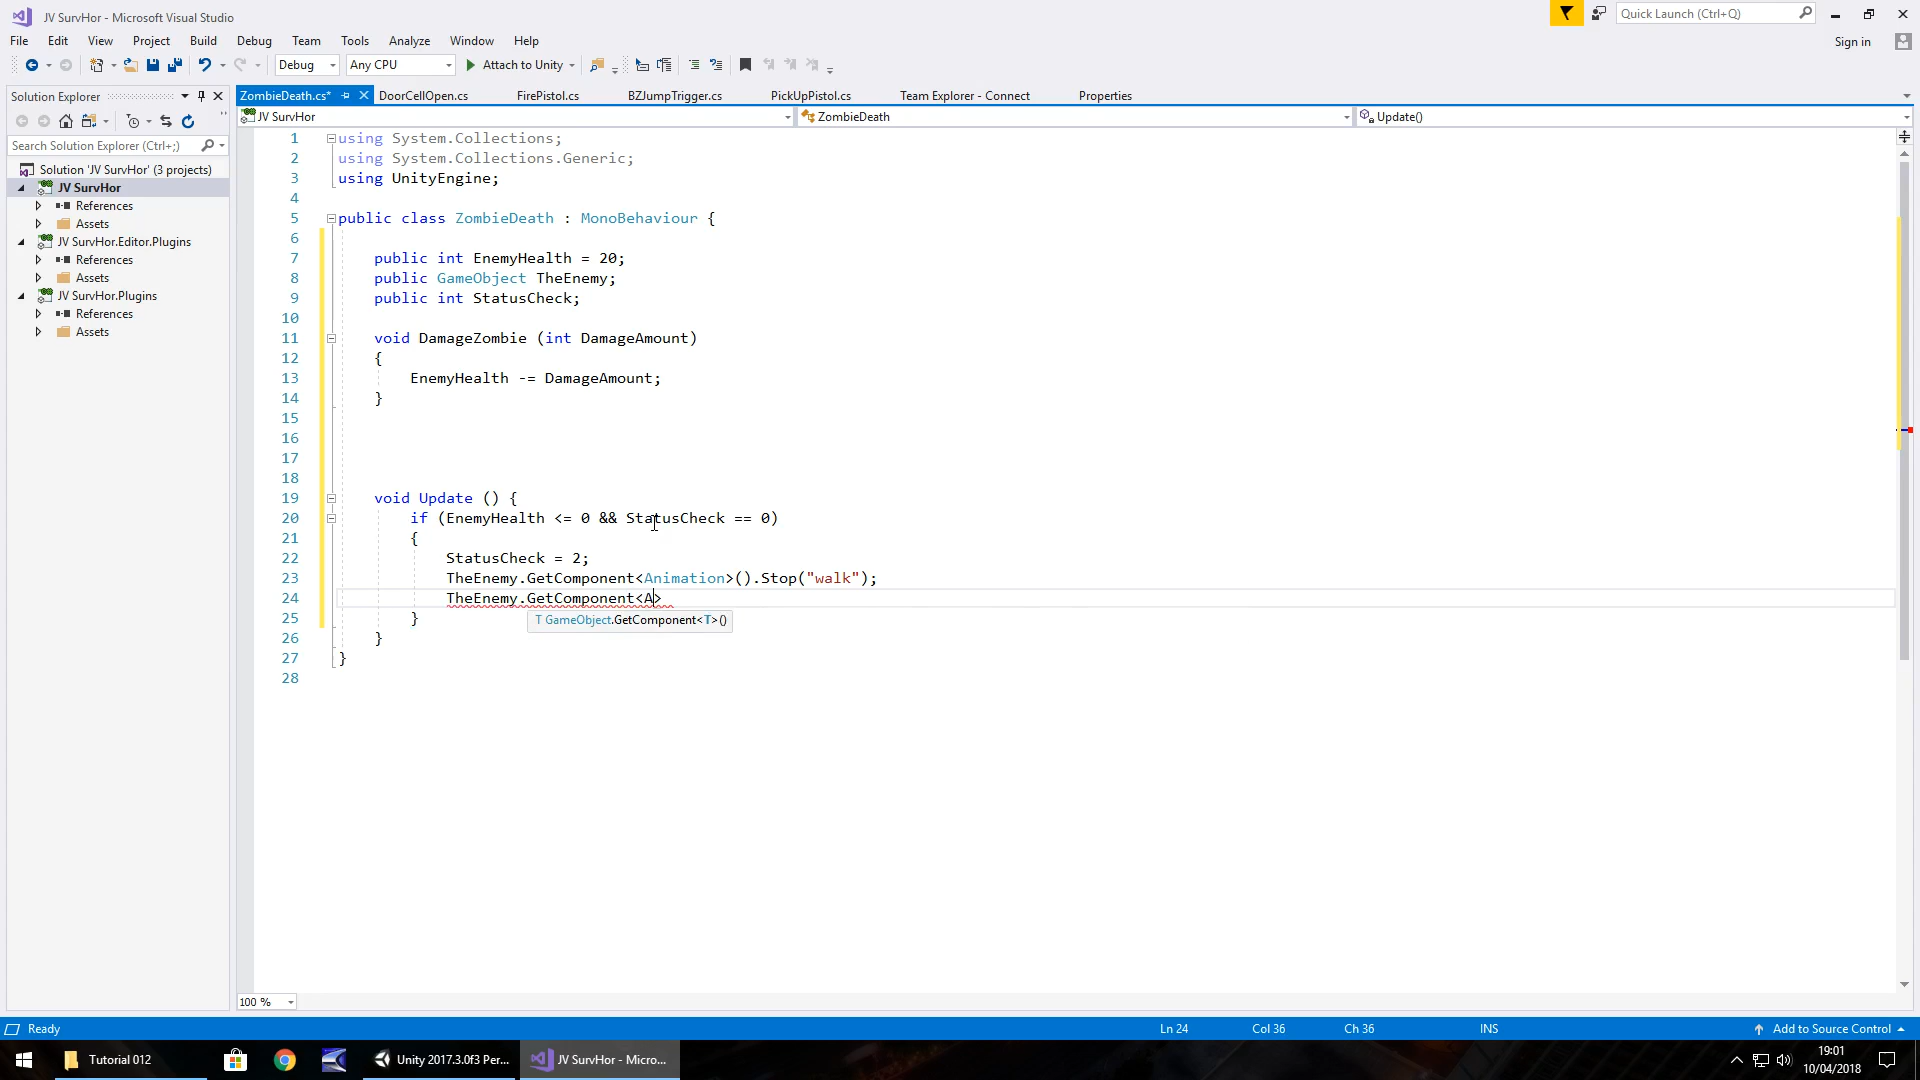 JV SurvHor - Microsoft Visual Studio
Quick Launch (Ctrl+Q)
File Edit View Project Build Debug Team Tools Analyze Window Help
Sign in
Debug Any CPU Attach to Unity
Solution Explorer
ZombieDeath.cs* DoorCellOpen.cs FirePistol.cs BZJumpTrigger.cs PickUpPistol.cs Team Explorer - Connect Properties
JV SurvHor ZombieDeath Update()
Search Solution Explorer (Ctrl+;)
Solution 'JV SurvHor' (3 projects)
JV SurvHor
References
Assets
JV SurvHor.Editor.Plugins
References
Assets
JV SurvHor.Plugins
References
Assets
1 using System.Collections;
2 using System.Collections.Generic;
3 using UnityEngine;
4
5 public class ZombieDeath : MonoBehaviour {
6
7 public int EnemyHealth = 20;
8 public GameObject TheEnemy;
9 public int StatusCheck;
10
11 void DamageZombie (int DamageAmount)
12 {
13 EnemyHealth -= DamageAmount;
14 }
15
16
17
18
19 void Update () {
20 if (EnemyHealth <= 0 && StatusCheck == 0)
21 {
22 StatusCheck = 2;
23 TheEnemy.GetComponent<Animation>().Stop("walk");
24 TheEnemy.GetComponent<A>
25 }
T GameObject.GetComponent<T>()
26 }
27 }
28
100 %
Ready Ln 24 Col 36 Ch 36 INS Add to Source Control
Tutorial 012 Unity 2017.3.0f3 Per... JV SurvHor - Micro...
19:01
10/04/2018